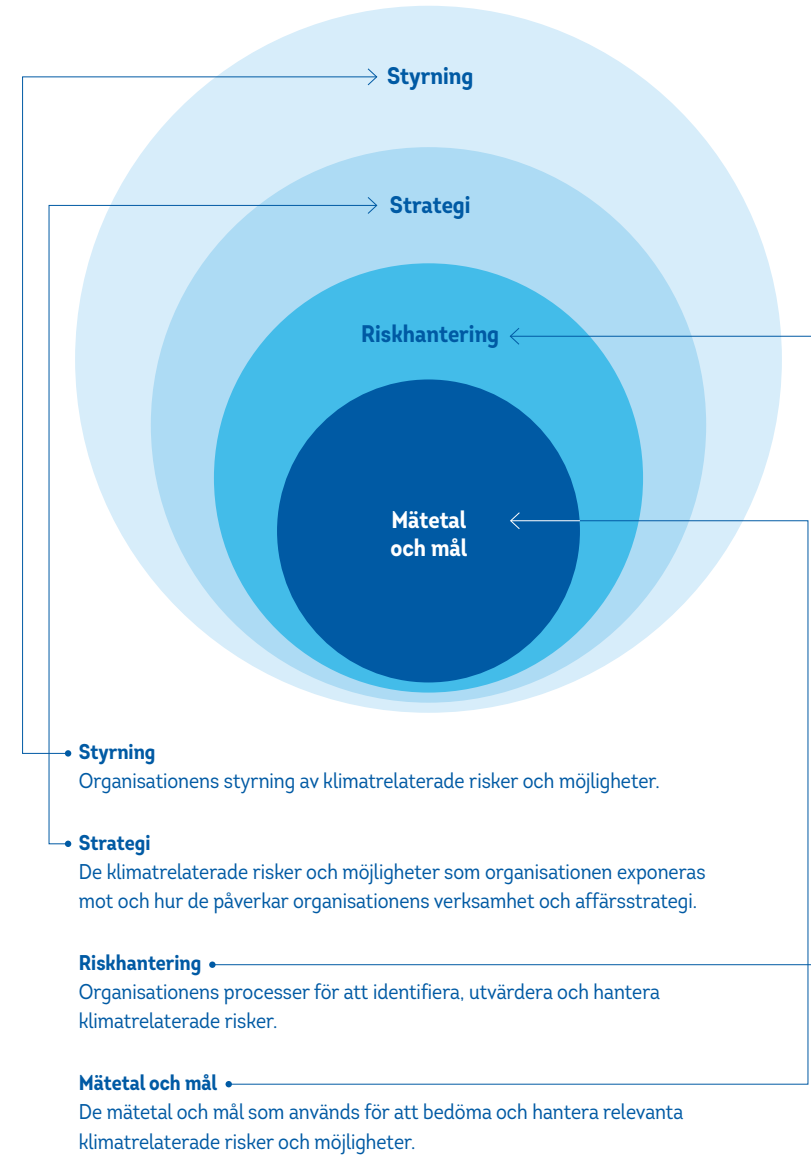 Styrning
Strategi
Riskhantering
Mätetal
och mål
Styrning
Organisationens styrning av klimatrelaterade risker och möjligheter.
Strategi
De klimatrelaterade risker och möjligheter som organisationen exponeras
mot och hur de påverkar organisationens verksamhet och affärsstrategi.
Riskhantering
Organisationens processer för att identifiera, utvärdera och hantera
klimatrelaterade risker.
Mätetal och mål
De mätetal och mål som används för att bedöma och hantera relevanta
klimatrelaterade risker och möjligheter.